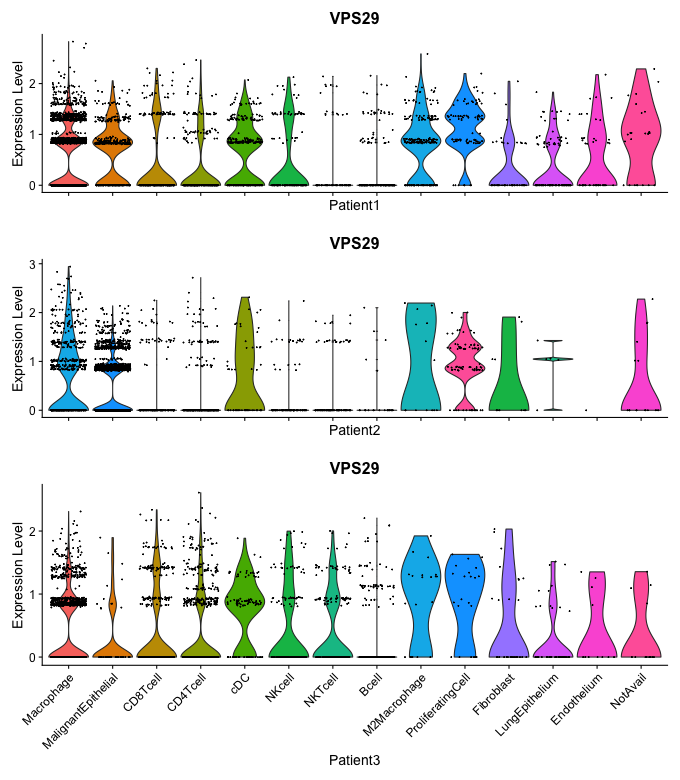 VPS29
Expression Level
2
1
0
Patient1
VPS29
Expression Level
3
2
1
0
Patient2
VPS29
Expression Level
2
1
0
Macrophage
MalignantEpithelial
CD8Tcell
CD4Tcell
cDC
NKcell
NKTcell
Bcell
M2Macrophage
ProliferatingCell
Fibroblast
LungEpithelium
Endothelium
NotAvail
Patient3